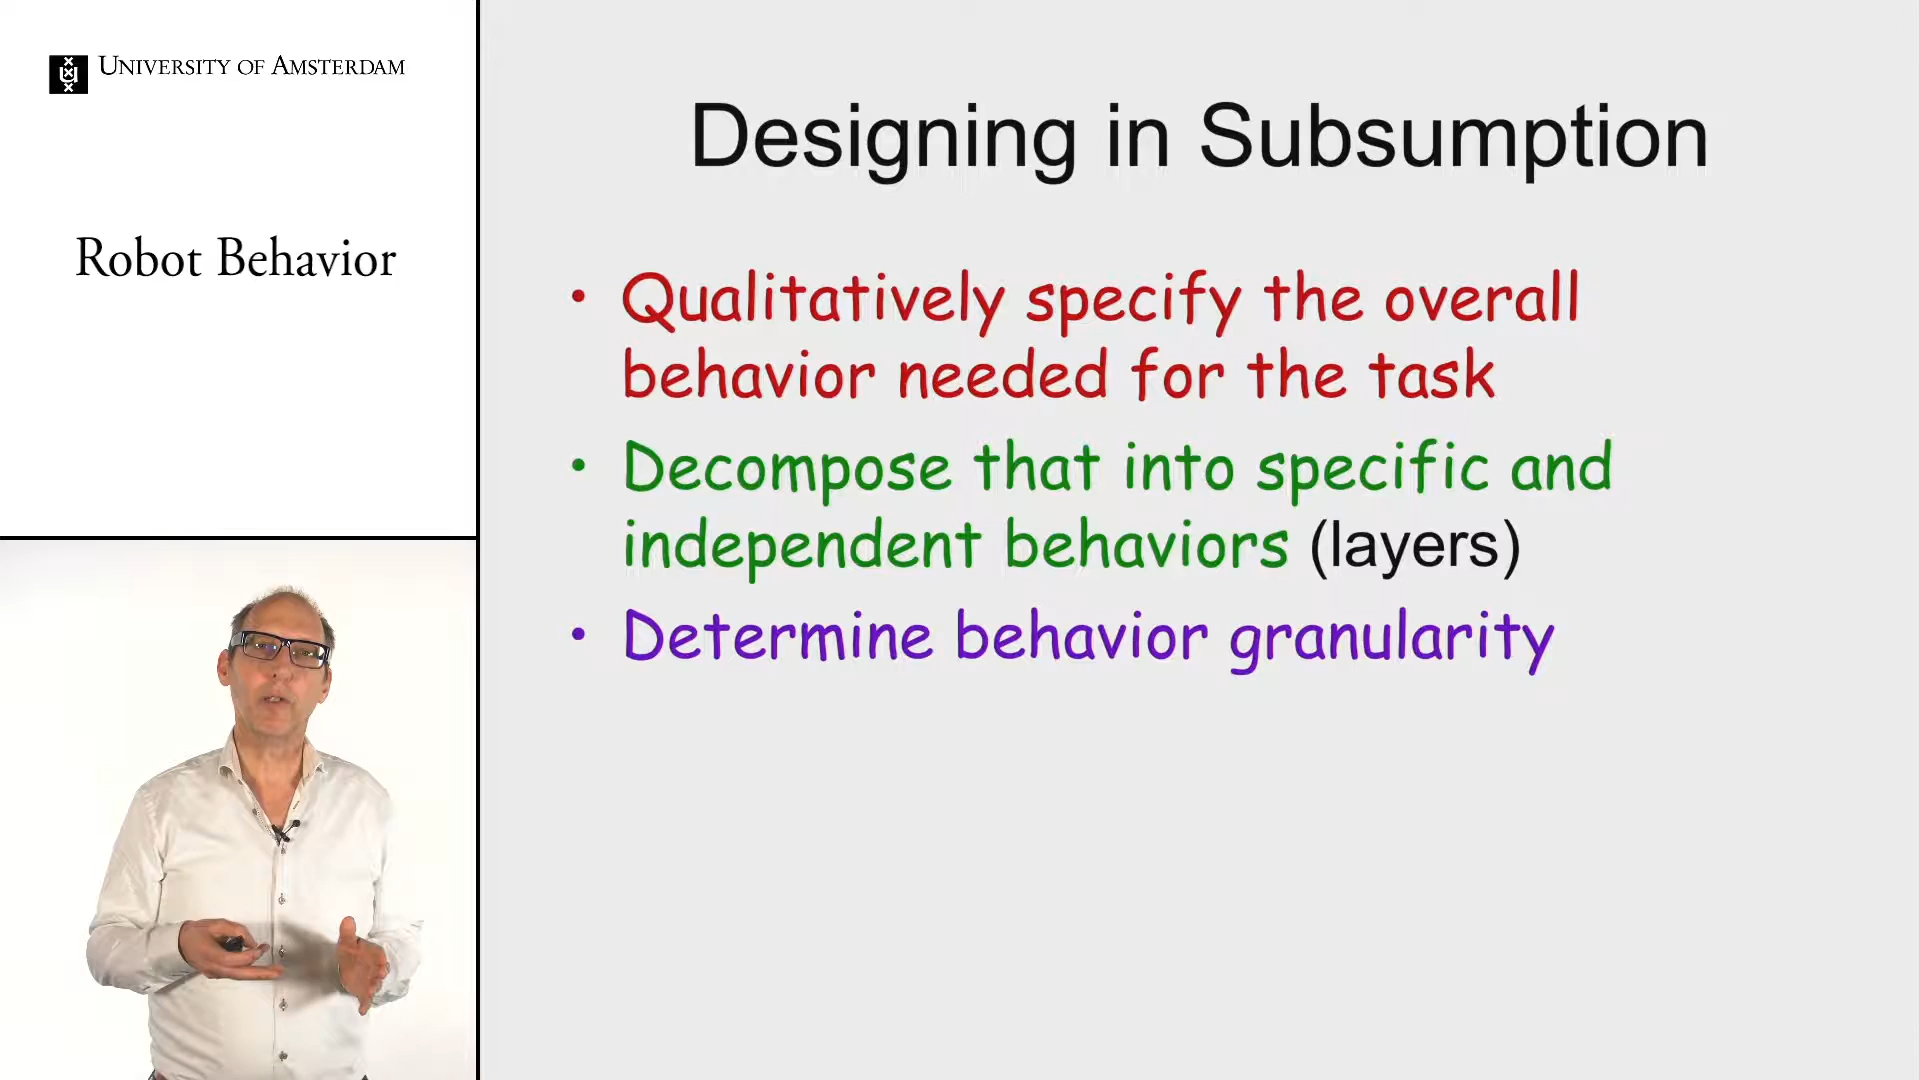 UNIVERSITY OF AMSTERDAM
Robot Behavior
Designing in Subsumption
• Qualitatively specify the overall
behavior needed for the task
• Decompose that into specific and
independent behaviors (layers)
• Determine behavior granularity